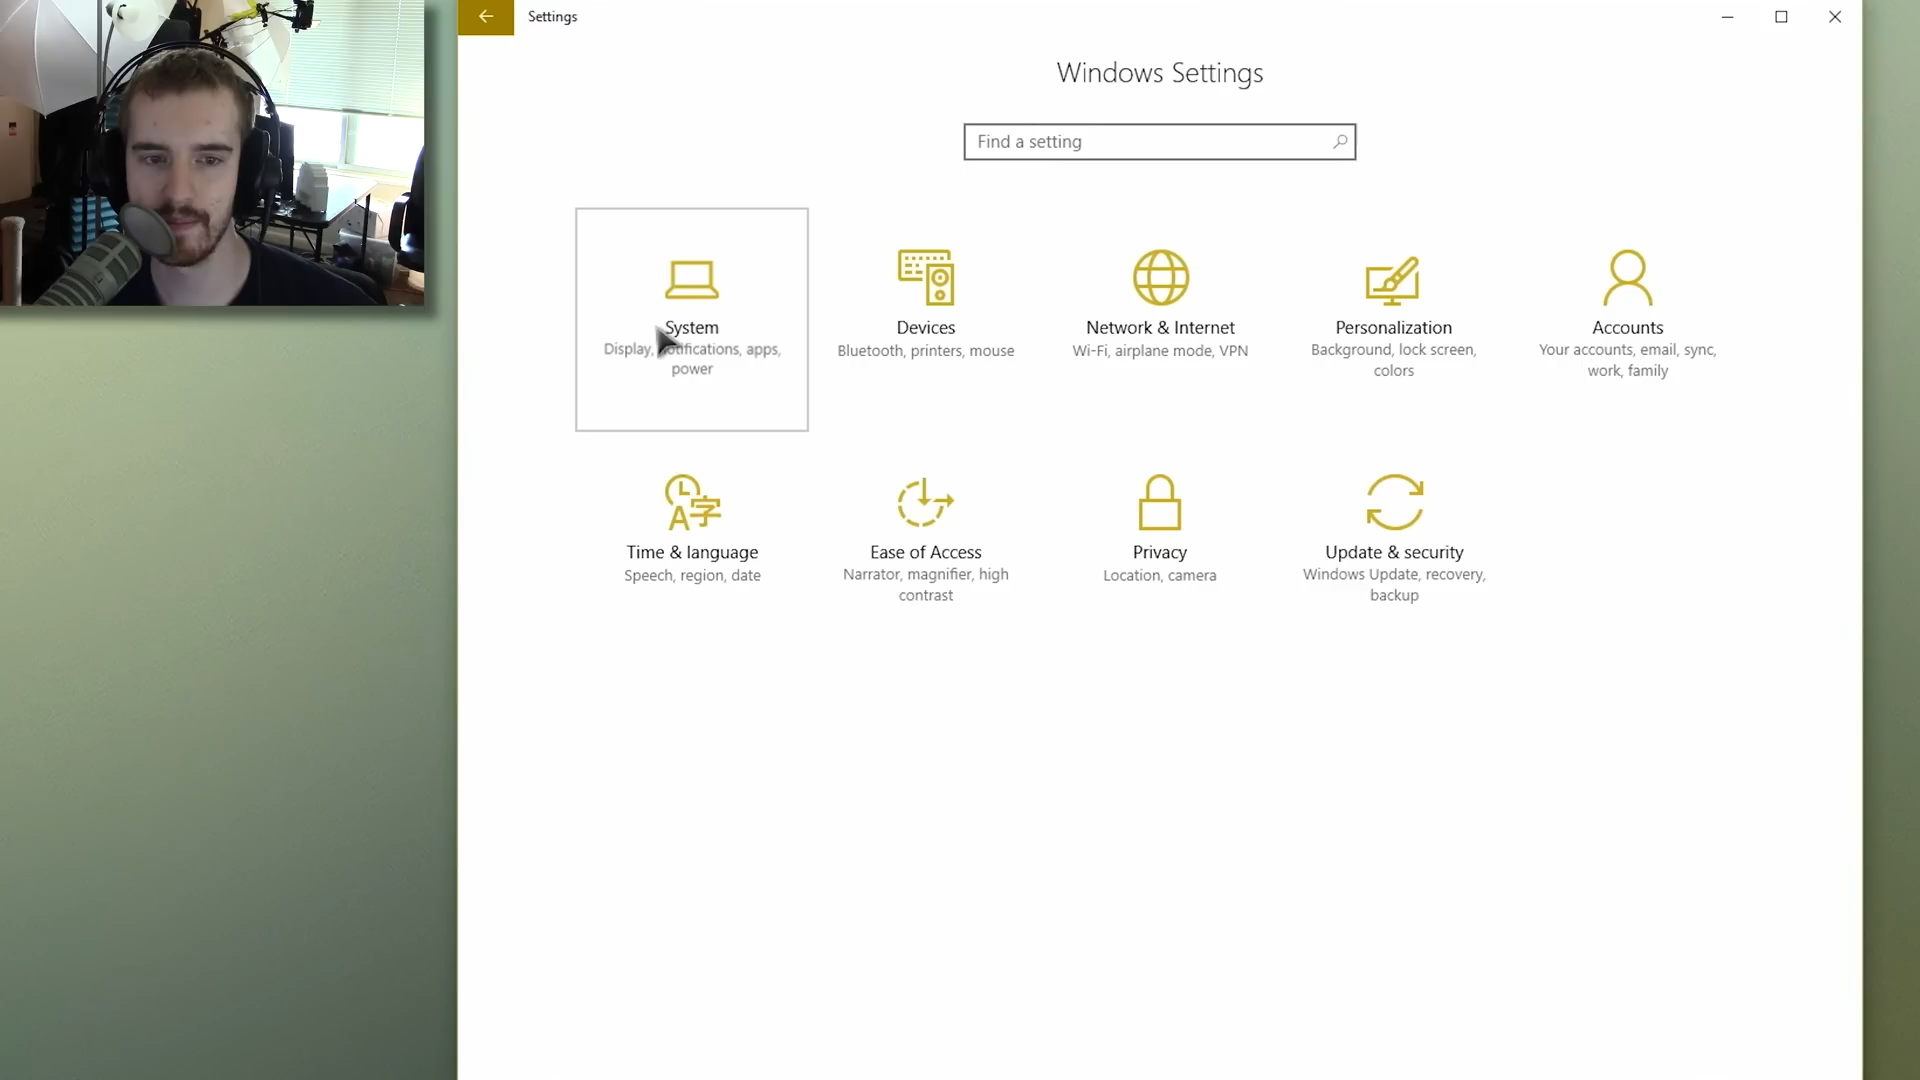 Settings
Windows Settings
Find a setting
System
Display, notifications, apps,
power
Devices
Bluetooth, printers, mouse
Network & Internet
Wi-Fi, airplane mode, VPN
Personalization
Background, lock screen,
colors
Accounts
Your accounts, email, sync,
work, family
Time & language
Speech, region, date
Ease of Access
Narrator, magnifier, high
contrast
Privacy
Location, camera
Update & security
Windows Update, recovery,
backup